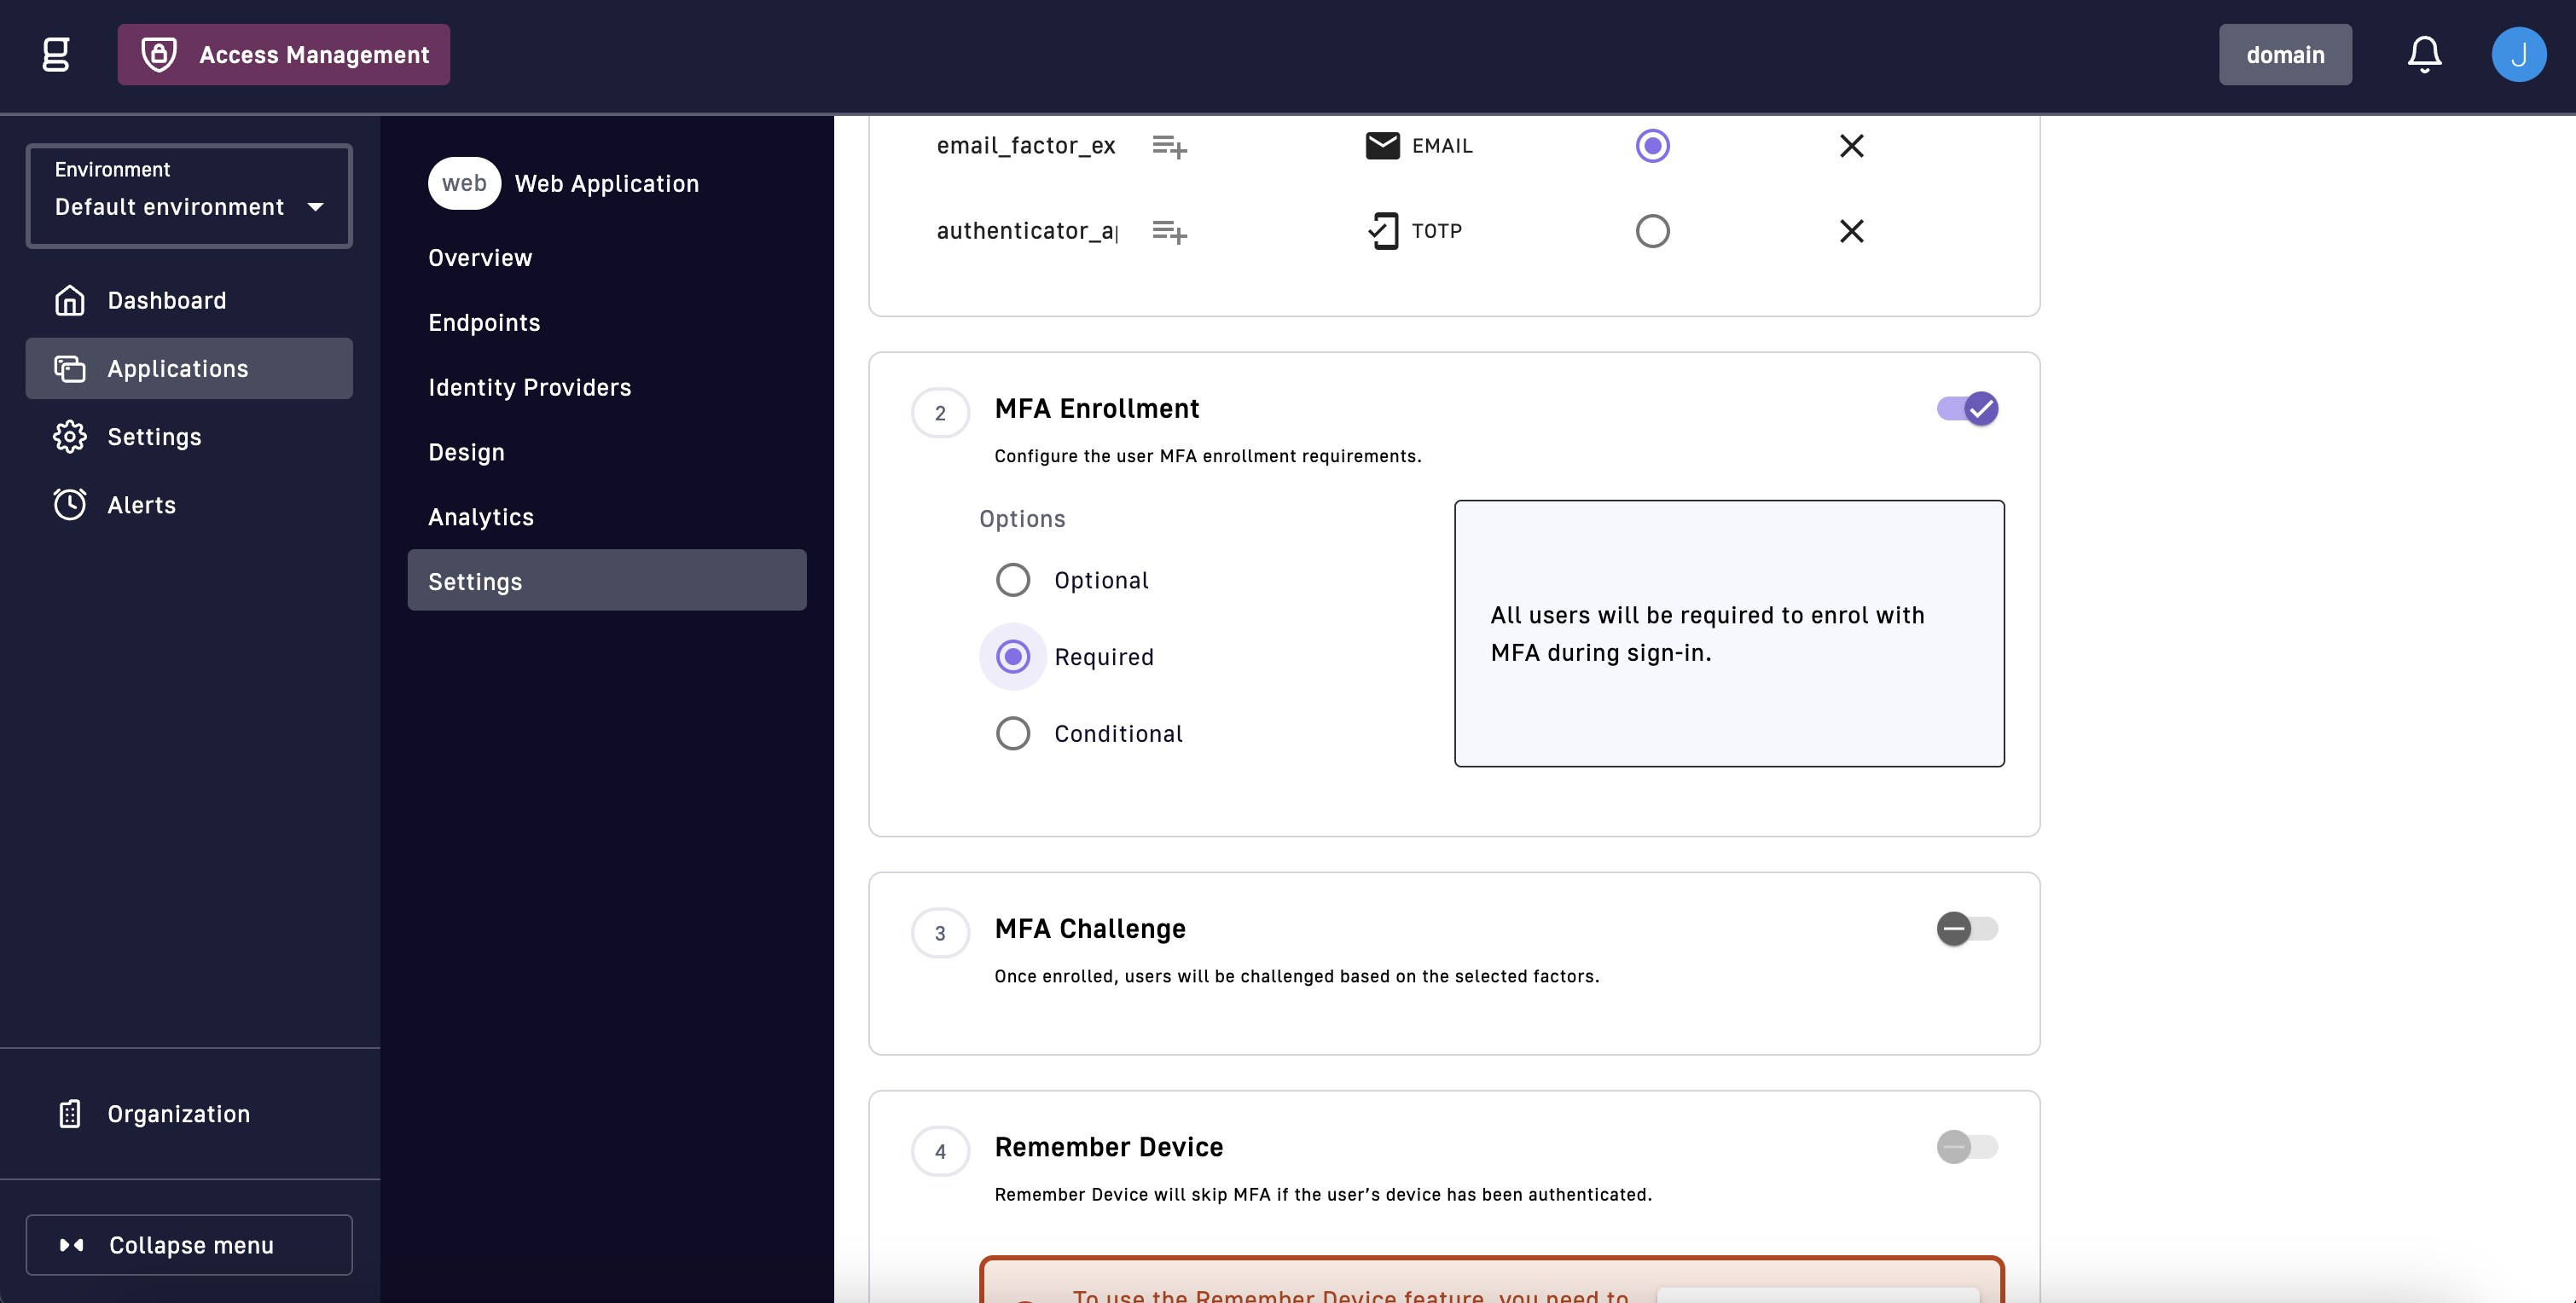 g
Access Management
domain
J
Environment
Default environment
Dashboard
Applications
Settings
Alerts
Organization
Collapse menu
web
Web Application
Overview
Endpoints
Identity Providers
Design
Analytics
Settings
email_factor_ex
EMAIL
authenticator_a
TOTP
2
MFA Enrollment
Configure the user MFA enrollment requirements.
Options
Optional
Required
Conditional
All users will be required to enrol with
MFA during sign-in.
3
MFA Challenge
Once enrolled, users will be challenged based on the selected factors.
4
Remember Device
Remember Device will skip MFA if the user’s device has been authenticated.
To use the Remember Device feature, you need to